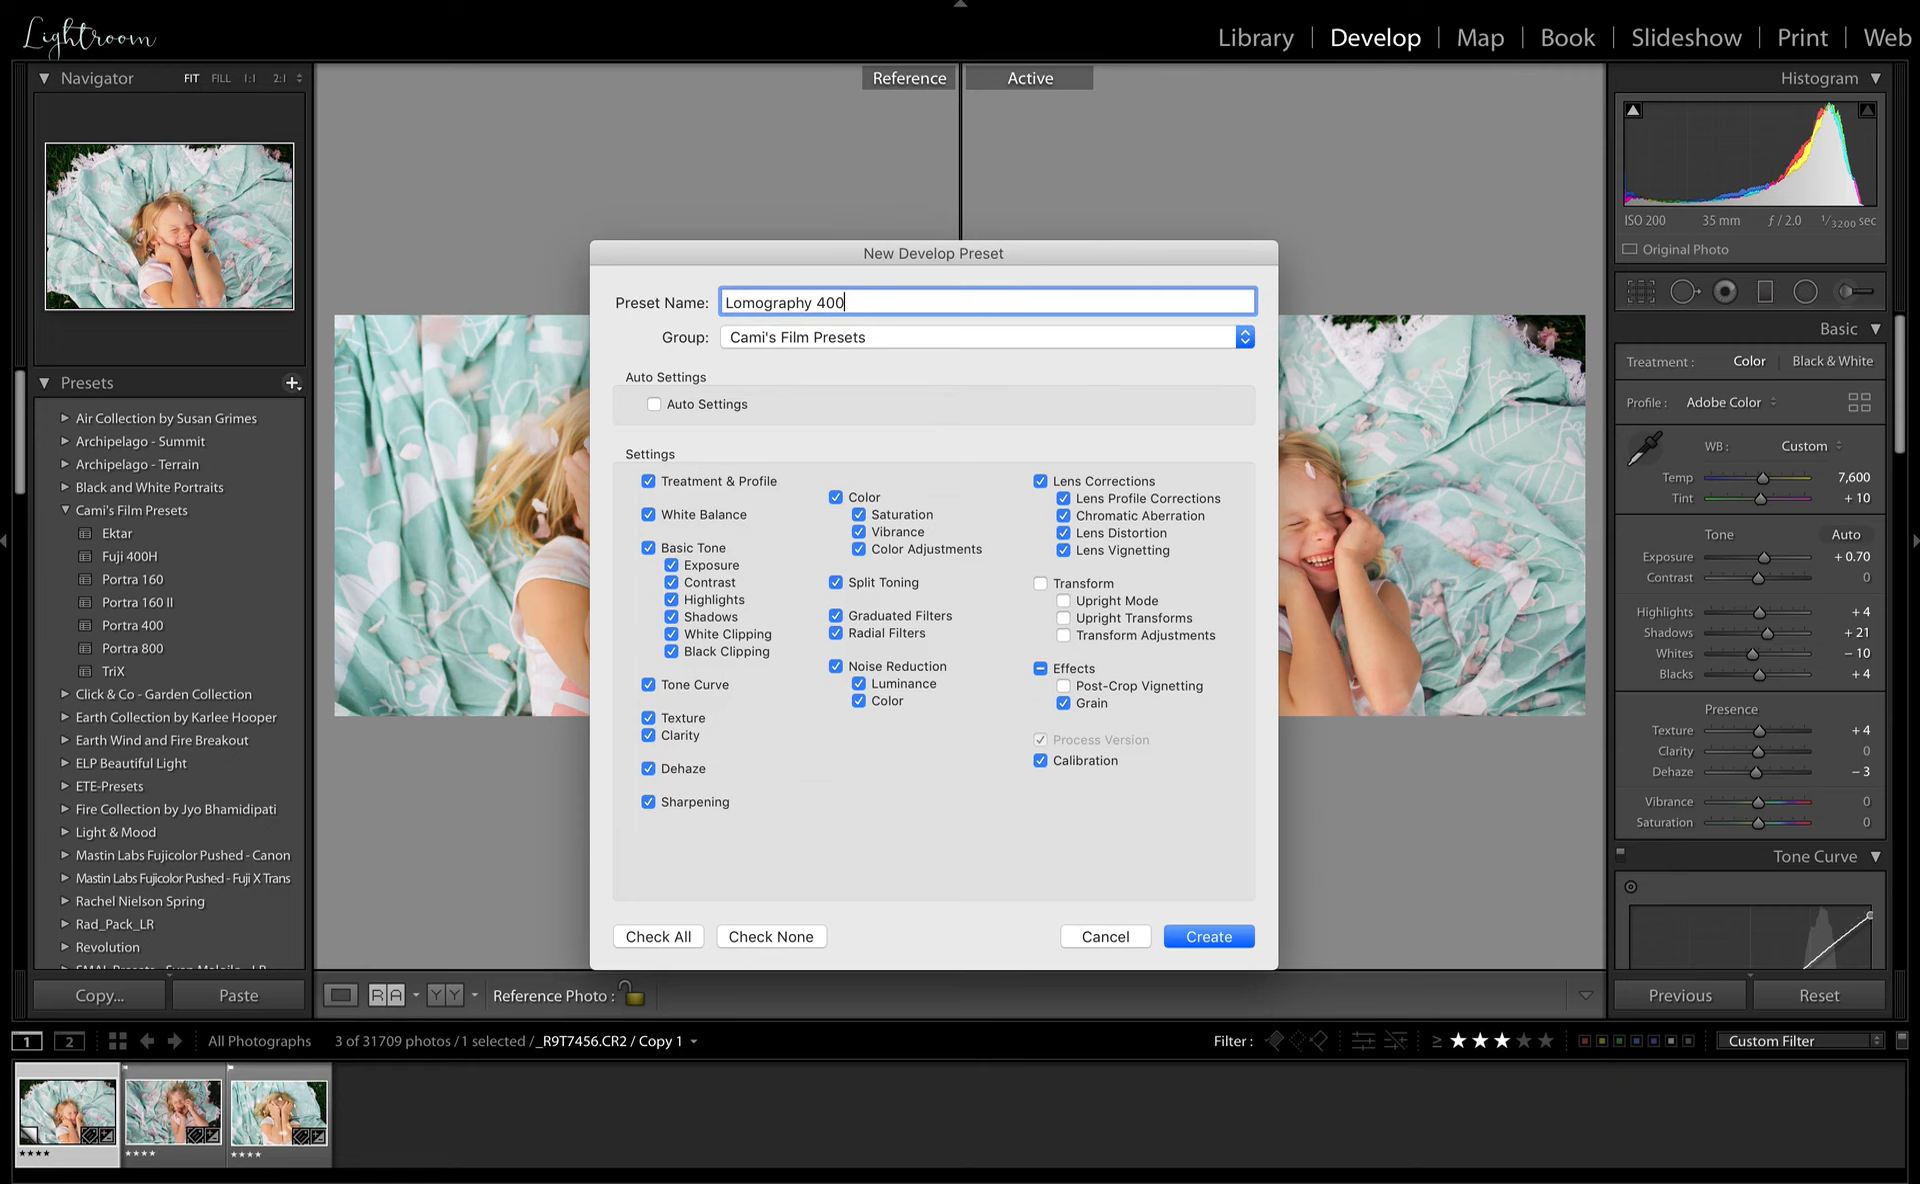 Lightroom
Library | Develop | Map | Book | Slideshow | Print | Web
Navigator FIT FILL 1:1 2:1
Reference Active
Histogram
ISO 200 35 mm ƒ / 2.0 1/3200 sec
Original Photo
Presets
Air Collection by Susan Grimes
Archipelago - Summit
Archipelago - Terrain
Black and White Portraits
Cami's Film Presets
Ektar
Fuji 400H
Portra 160
Portra 160 II
Portra 400
Portra 800
TriX
Click & Co - Garden Collection
Earth Collection by Karlee Hooper
Earth Wind and Fire Breakout
ELP Beautiful Light
ETE-Presets
Fire Collection by Jyo Bhamidipati
Light & Mood
Mastin Labs Fujicolor Pushed - Canon
Mastin Labs Fujicolor Pushed - Fuji X Trans
Rachel Nielson Spring
Rad_Pack_LR
Revolution
Copy... Paste
New Develop Preset
Preset Name: Lomography 400
Group: Cami's Film Presets
Auto Settings
Auto Settings
Settings
Treatment & Profile
White Balance
Basic Tone
Exposure
Contrast
Highlights
Shadows
White Clipping
Black Clipping
Tone Curve
Texture
Clarity
Dehaze
Sharpening
Color
Saturation
Vibrance
Color Adjustments
Split Toning
Graduated Filters
Radial Filters
Noise Reduction
Luminance
Color
Lens Corrections
Lens Profile Corrections
Chromatic Aberration
Lens Distortion
Lens Vignetting
Transform
Upright Mode
Upright Transforms
Transform Adjustments
Effects
Post-Crop Vignetting
Grain
Process Version
Calibration
Check All Check None Cancel Create
Basic
Treatment : Color | Black & White
Profile : Adobe Color
WB : Custom
Temp 7,600
Tint + 10
Tone Auto
Exposure + 0.70
Contrast 0
Highlights + 4
Shadows + 21
Whites − 10
Blacks + 4
Presence
Texture + 4
Clarity 0
Dehaze − 3
Vibrance 0
Saturation 0
Tone Curve
Previous Reset
R A Y Y Reference Photo :
1 2 All Photographs 3 of 31709 photos / 1 selected / _R9T7456.CR2 / Copy 1 Filter : ≥ ★★★★★ Custom Filter
★★★★ ★★★★ ★★★★